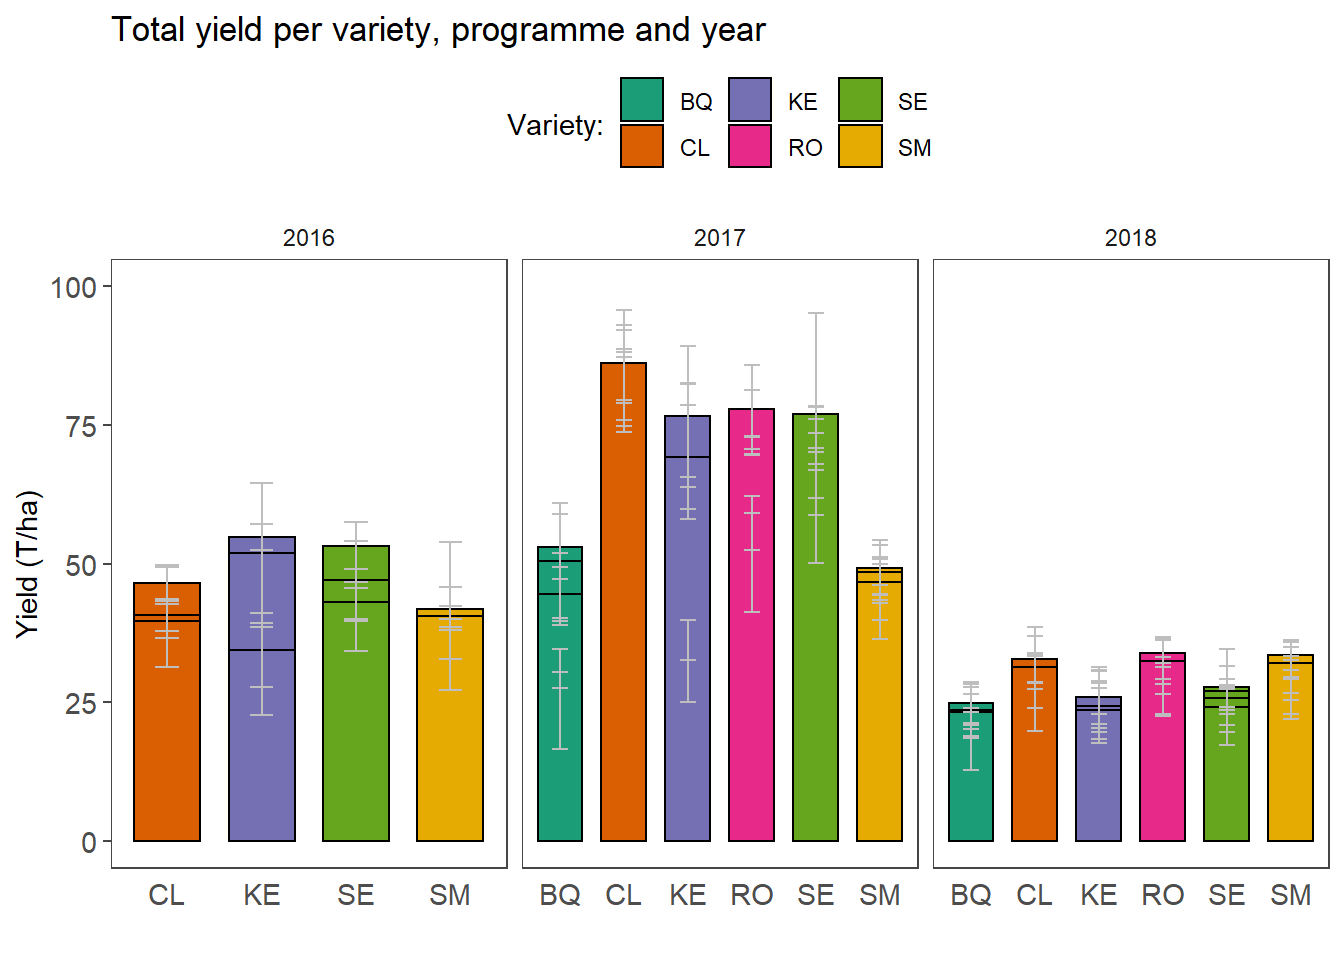 Total yield per variety, programme and year
Variety:
BQ KE SE
CL RO SM
2016 2017 2018
100
75
50
25
0
Yield (T/ha)
CL KE SE SM BQ CL KE RO SE SM BQ CL KE RO SE SM